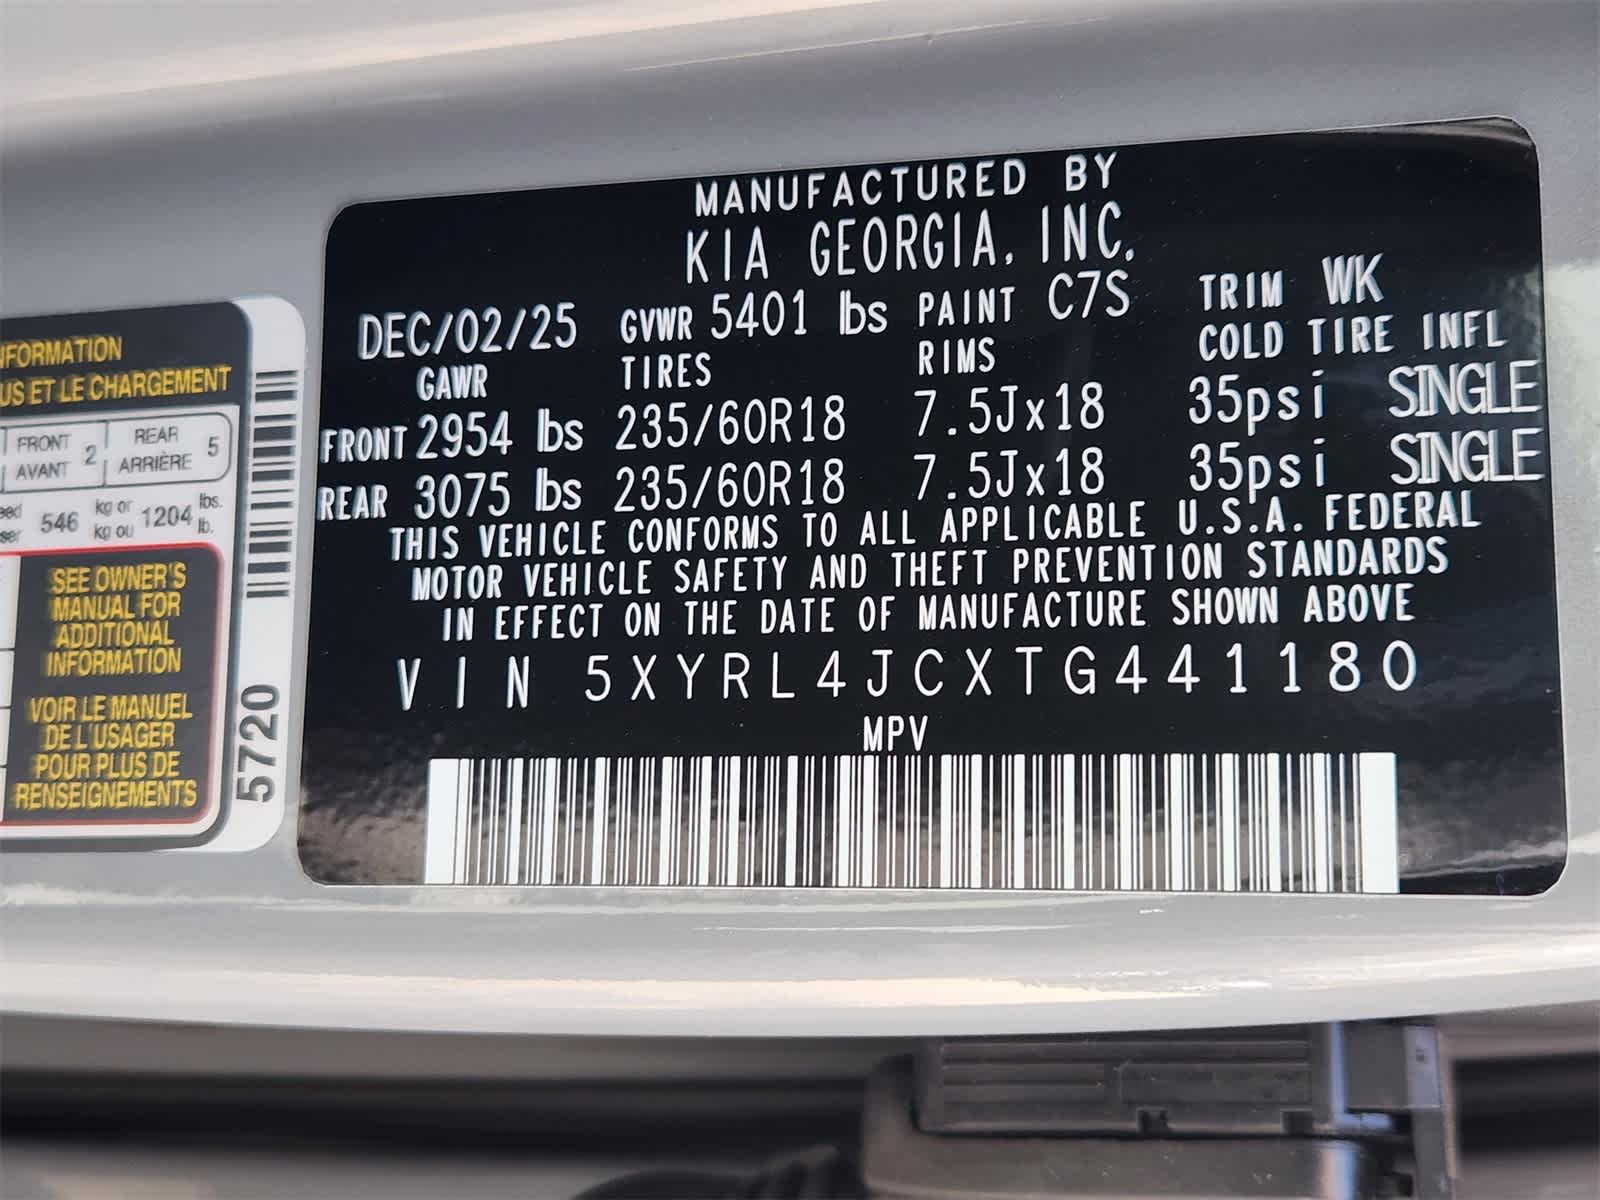 NFORMATION
US ET LE CHARGEMENT
FRONT 2 REAR 5
AVANT ARRIÈRE
546 kg or 1204 lbs.
kg ou lb.
SEE OWNER'S
MANUAL FOR
ADDITIONAL
INFORMATION
VOIR LE MANUEL
DE L'USAGER
POUR PLUS DE
RENSEIGNEMENTS
5720
MANUFACTURED BY
KIA GEORGIA, INC.
DEC/02/25 GVWR 5401 lbs PAINT C7S TRIM WK
GAWR TIRES RIMS COLD TIRE INFL
FRONT 2954 lbs 235/60R18 7.5Jx18 35psi SINGLE
REAR 3075 lbs 235/60R18 7.5Jx18 35psi SINGLE
THIS VEHICLE CONFORMS TO ALL APPLICABLE U.S.A. FEDERAL
MOTOR VEHICLE SAFETY AND THEFT PREVENTION STANDARDS
IN EFFECT ON THE DATE OF MANUFACTURE SHOWN ABOVE
VIN 5XYRL4JCXTG441180
MPV